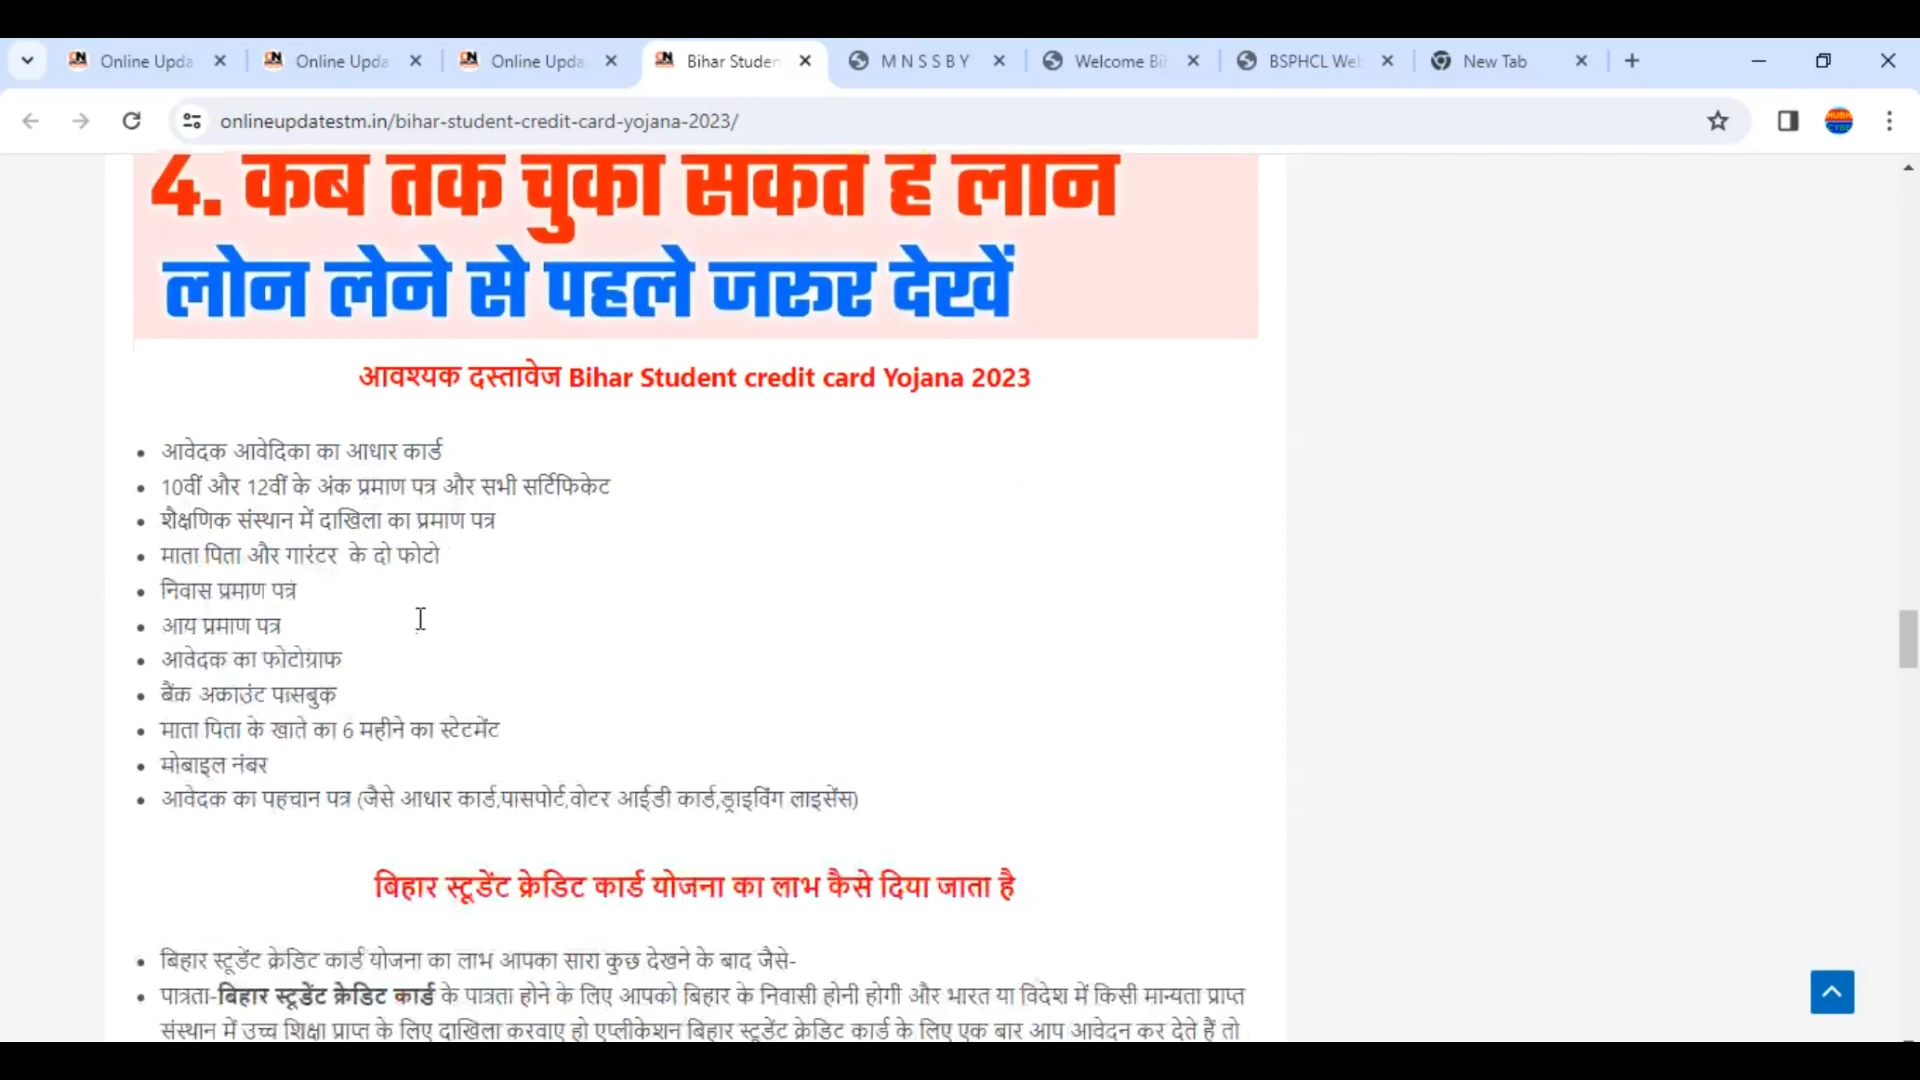 Online Upda
Online Upda
Online Upda
Bihar Studen
M N S S B Y
Welcome Bi
BSPHCL Web
New Tab
onlineupdatestm.in/bihar-student-credit-card-yojana-2023/
4. कब तक चुका सकते हैं लोन
लोन लेने से पहले जरूर देखें
आवश्यक दस्तावेज Bihar Student credit card Yojana 2023
• आवेदक आवेदिका का आधार कार्ड
• 10वीं और 12वीं के अंक प्रमाण पत्र और सभी सर्टिफिकेट
• शैक्षणिक संस्थान में दाखिला का प्रमाण पत्र
• माता पिता और गारंटर के दो फोटो
• निवास प्रमाण पत्र
• आय प्रमाण पत्र
• आवेदक का फोटोग्राफ
• बैंक अकाउंट पासबुक
• माता पिता के खाते का 6 महीने का स्टेटमेंट
• मोबाइल नंबर
• आवेदक का पहचान पत्र (जैसे आधार कार्ड,पासपोर्ट,वोटर आईडी कार्ड,ड्राइविंग लाइसेंस)
बिहार स्टूडेंट क्रेडिट कार्ड योजना का लाभ कैसे दिया जाता है
• बिहार स्टूडेंट क्रेडिट कार्ड योजना का लाभ आपका सारा कुछ देखने के बाद जैसे-
• पात्रता-बिहार स्टूडेंट क्रेडिट कार्ड के पात्रता होने के लिए आपको बिहार के निवासी होनी होगी और भारत या विदेश में किसी मान्यता प्राप्त
संस्थान में उच्च शिक्षा प्राप्त के लिए दाखिला करवाए हो एप्लीकेशन बिहार स्टूडेंट क्रेडिट कार्ड के लिए एक बार आप आवेदन कर देते हैं तो